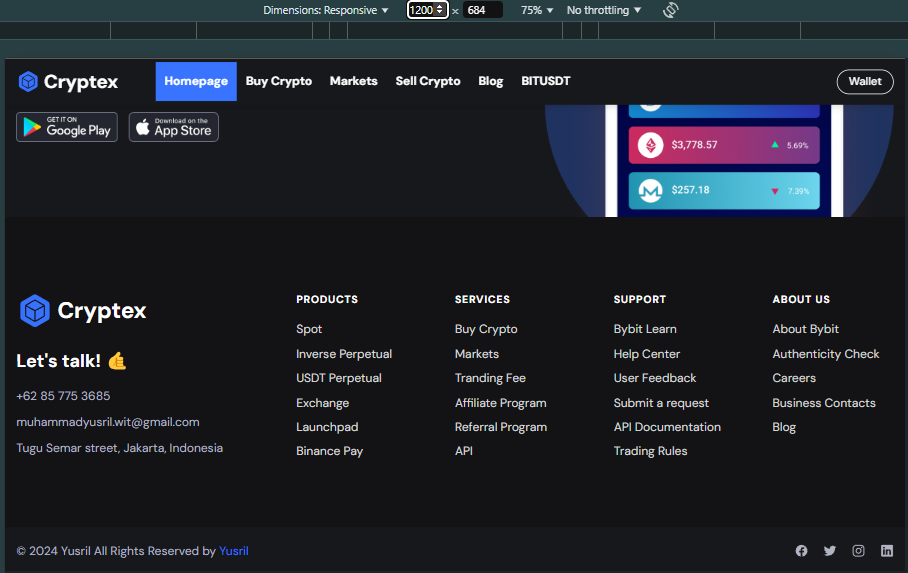 Dimensions: Responsive 1200 x 684 75% No throttling
Cryptex Homepage Buy Crypto Markets Sell Crypto Blog BITUSDT Wallet
GET IT ON
Google Play
Download on the
App Store
$3,778.57 5.69%
$257.18 7.39%
Cryptex
Let's talk!
+62 85 775 3685
muhammadyusril.wit@gmail.com
Tugu Semar street, Jakarta, Indonesia
PRODUCTS
Spot
Inverse Perpetual
USDT Perpetual
Exchange
Launchpad
Binance Pay
SERVICES
Buy Crypto
Markets
Tranding Fee
Affiliate Program
Referral Program
API
SUPPORT
Bybit Learn
Help Center
User Feedback
Submit a request
API Documentation
Trading Rules
ABOUT US
About Bybit
Authenticity Check
Careers
Business Contacts
Blog
© 2024 Yusril All Rights Reserved by Yusril